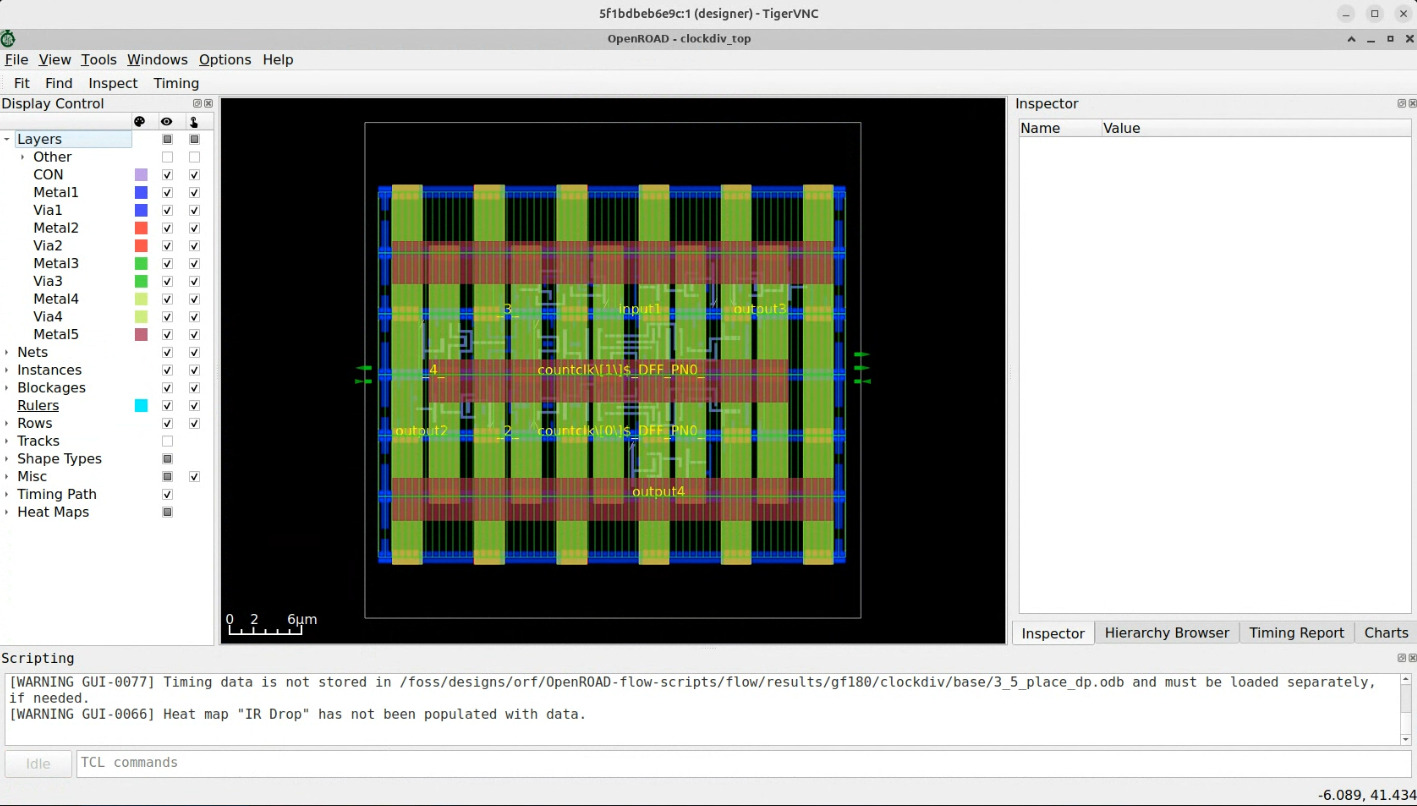 5f1bdbeb6e9c:1 (designer) - TigerVNC
OpenROAD - clockdiv_top
File View Tools Windows Options Help
Fit Find Inspect Timing
Display Control
Layers
Other
CON
Metal1
Via1
Metal2
Via2
Metal3
Via3
Metal4
Via4
Metal5
Nets
Instances
Blockages
Rulers
Rows
Tracks
Shape Types
Misc
Timing Path
Heat Maps
_3_ input1 output3
_4_ countclk\[1\]$_DFF_PN0_
output2 _2_ countclk\[0\]$_DFF_PN0_
output4
0 2 6μm
Inspector
Name Value
Inspector Hierarchy Browser Timing Report Charts
Scripting
[WARNING GUI-0077] Timing data is not stored in /foss/designs/orf/OpenROAD-flow-scripts/flow/results/gf180/clockdiv/base/3_5_place_dp.odb and must be loaded separately,
if needed.
[WARNING GUI-0066] Heat map "IR Drop" has not been populated with data.
Idle TCL commands
-6.089, 41.434